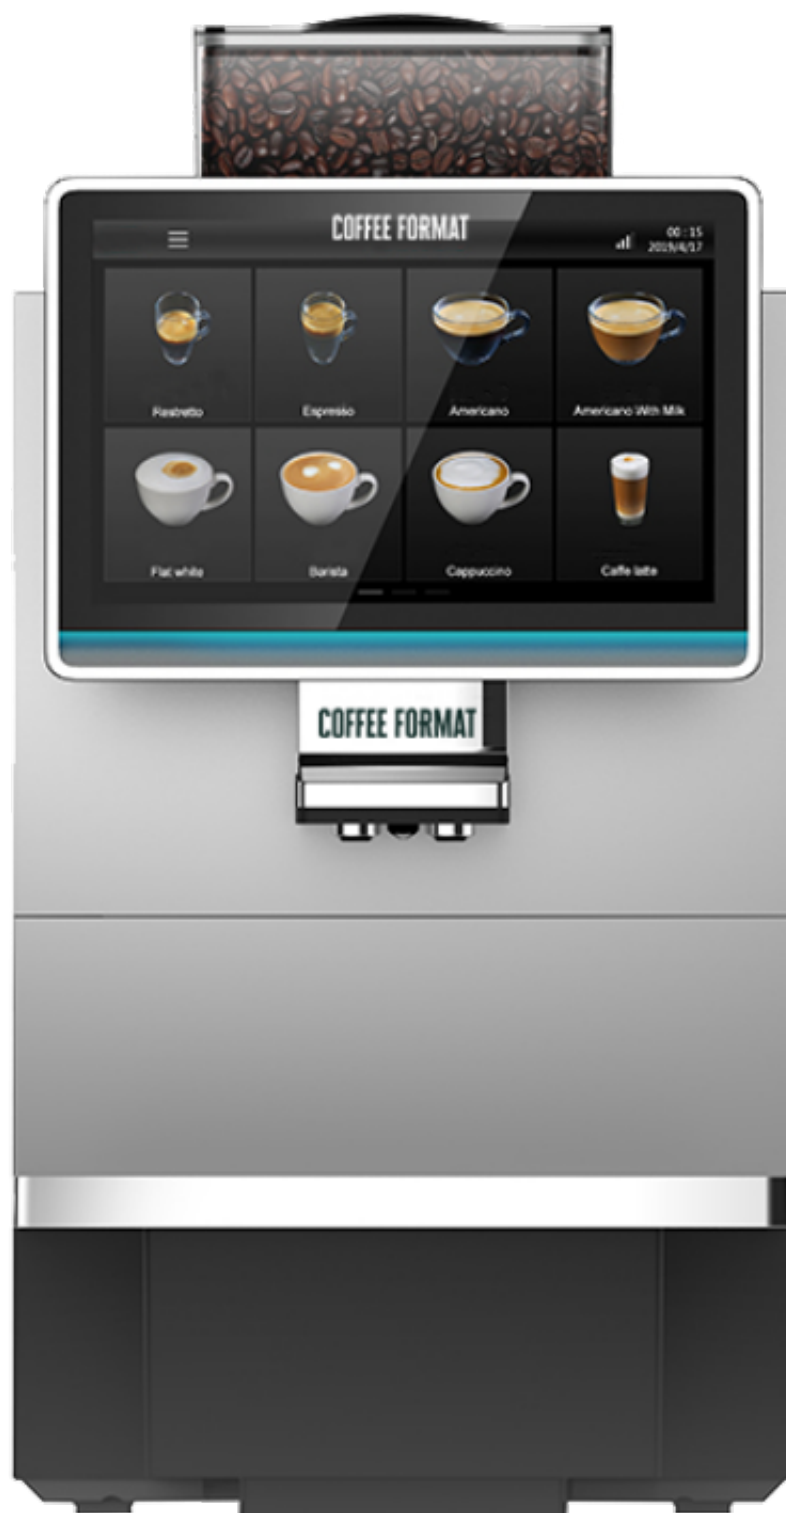 COFFEE FORMAT
00:15
2019/4/17
Restretto
Espresso
Americano
Americano With Milk
Flat white
Barista
Cappuccino
Caffe latte
COFFEE FORMAT